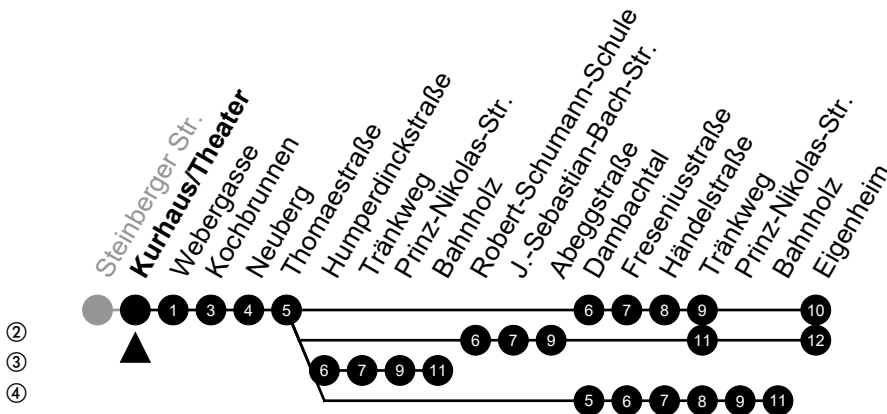 Steinberger Str.
Kurhaus/Theater
Webergasse
Kochbrunnen
Neuberg
Thomaestraße
Humperdinckstraße
Tränkweg
Prinz-Nikolas-Str.
Bahnholz
Robert-Schumann-Schule
J.-Sebastian-Bach-Str.
Abeggstraße
Dambachtal
Freseniusstraße
Händelstraße
Tränkweg
Prinz-Nikolas-Str.
Bahnholz
Eigenheim
1 3 4 5 6 7 8 9 10
② 6 7 9 11 12
③ 6 7 9 11
④ 5 6 7 8 9 11